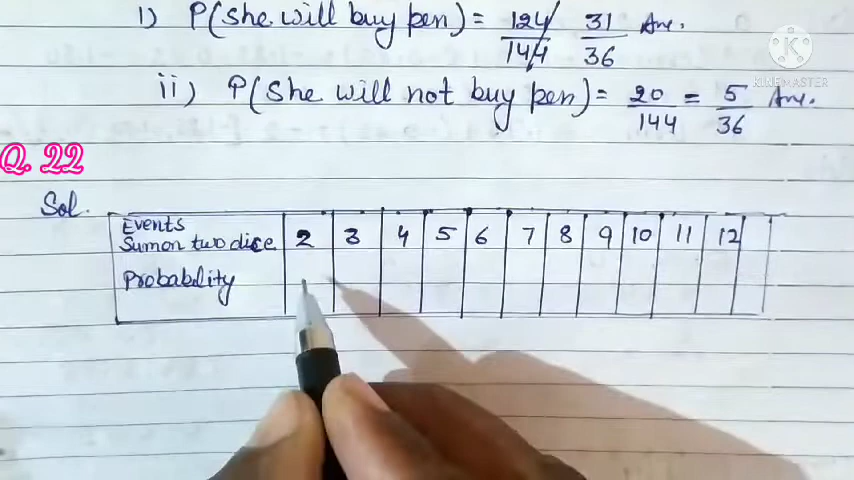 i) P(she will buy pen) = 124/144 31/36 Ans.
KINEMASTER
ii) P(she will not buy pen) = 20/144 = 5/36 Ans.
Q. 22
Sol.
Events
Sum on two dice 2 3 4 5 6 7 8 9 10 11 12
Probability